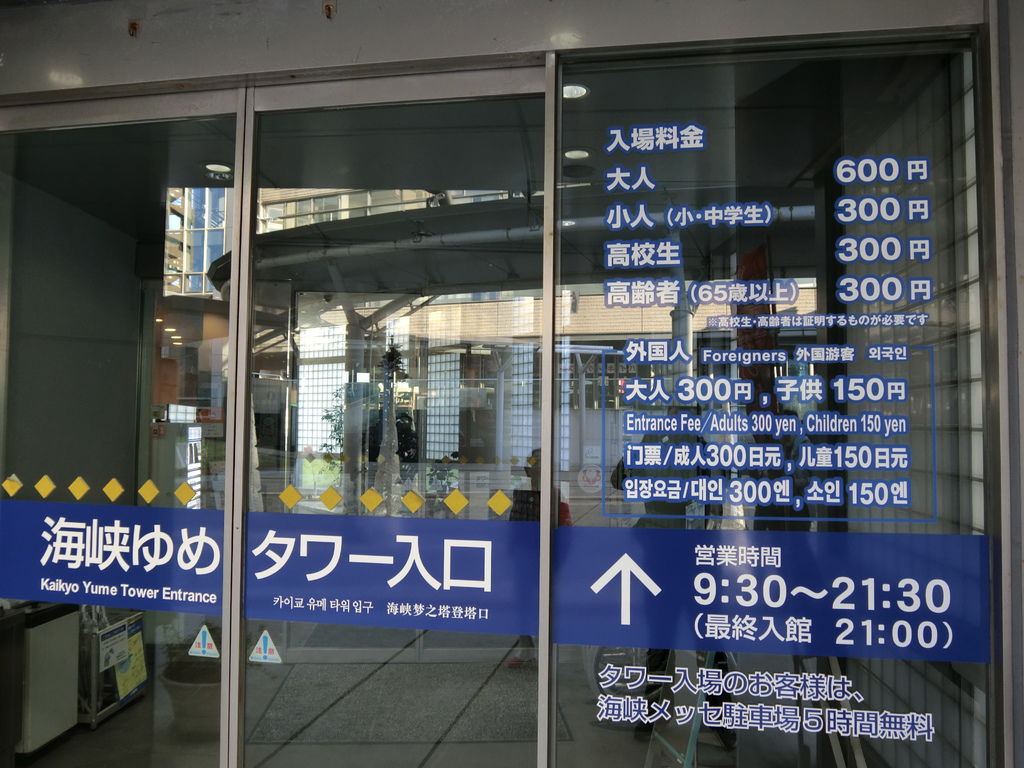 入場料金
大人 600円
小人（小・中学生） 300円
高校生 300円
高齢者（65歳以上） 300円
※高校生・高齢者は証明するものが必要です
外国人 Foreigners 外国游客 외국인
大人 300円 , 子供 150円
Entrance Fee/Adults 300 yen , Children 150 yen
门票/成人300日元 , 儿童150日元
입장요금/대인 300엔 , 소인 150엔
海峡ゆめタワー入口
Kaikyo Yume Tower Entrance
카이쿄 유메 타워 입구 海峡梦之塔登塔口
営業時間
9:30〜21:30
（最終入館 21:00）
タワー入場のお客様は、
海峡メッセ駐車場5時間無料
注意
注意